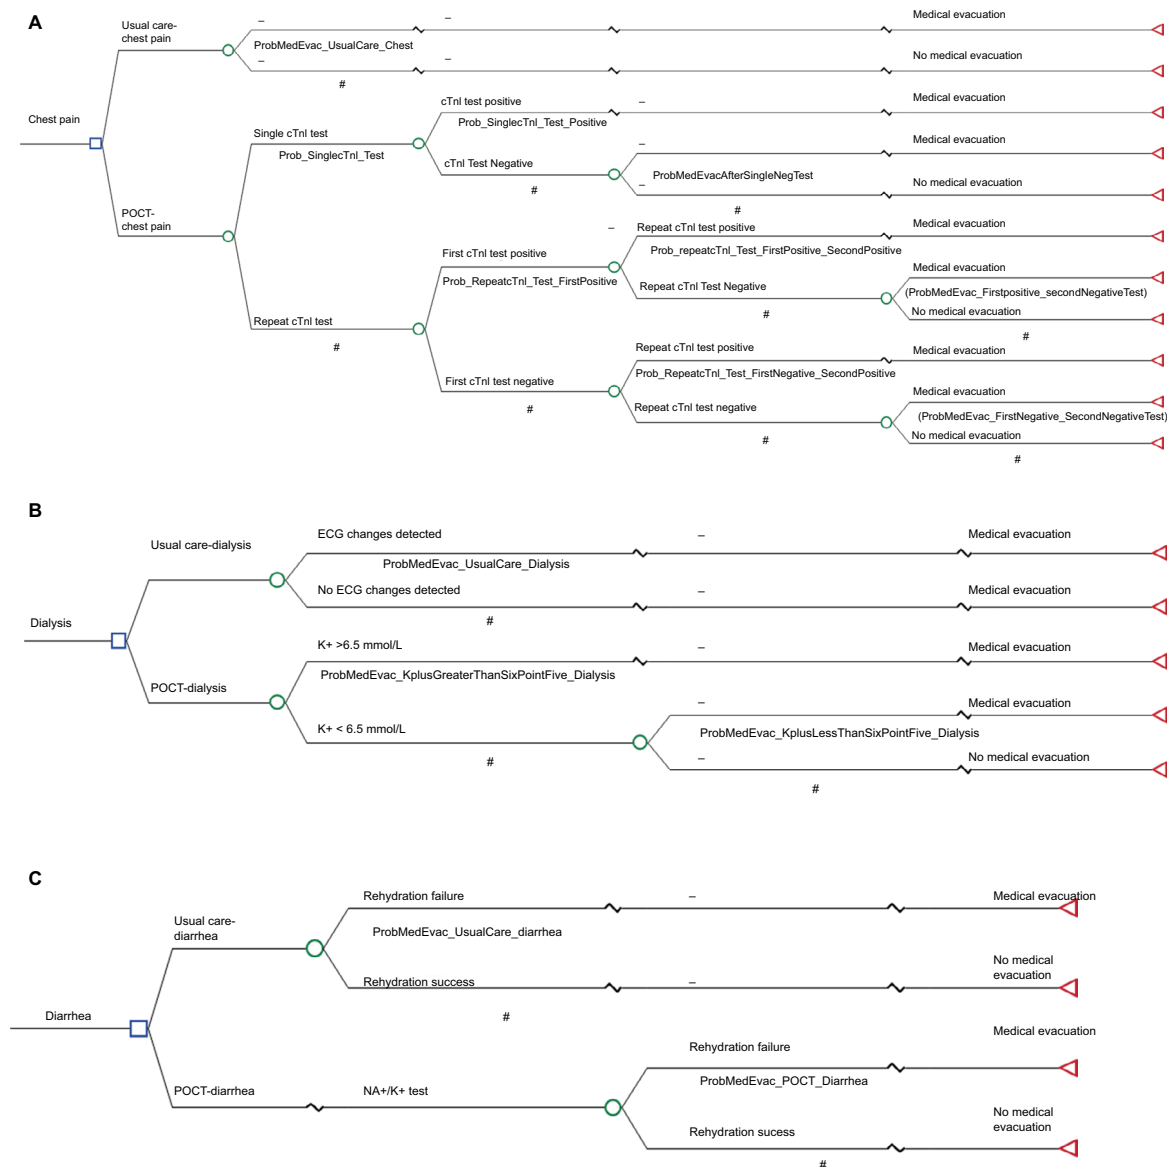 A
Usual care-
chest pain
–
–
Medical evacuation
ProbMedEvac_UsualCare_Chest
–
–
No medical evacuation
#
Chest pain
cTnI test positive
–
Medical evacuation
Prob_SinglecTnI_Test_Positive
Single cTnI test
Prob_SinglecTnI_Test
–
Medical evacuation
cTnI Test Negative
#
ProbMedEvacAfterSingleNegTest
–
No medical evacuation
#
POCT-
chest pain
–
Repeat cTnI test positive
Medical evacuation
Prob_repeatcTnI_Test_FirstPositive_SecondPositive
First cTnI test positive
Prob_RepeatcTnI_Test_FirstPositive
Medical evacuation
Repeat cTnI Test Negative
#
(ProbMedEvac_Firstpositive_secondNegativeTest)
No medical evacuation
#
Repeat cTnI test
#
Repeat cTnI test positive
Medical evacuation
Prob_RepeatcTnI_Test_FirstNegative_SecondPositive
First cTnI test negative
#
Medical evacuation
Repeat cTnI test negative
#
(ProbMedEvac_FirstNegative_SecondNegativeTest)
No medical evacuation
#
B
ECG changes detected
–
Medical evacuation
Usual care-dialysis
ProbMedEvac_UsualCare_Dialysis
No ECG changes detected
–
Medical evacuation
#
Dialysis
K+ >6.5 mmol/L
–
Medical evacuation
ProbMedEvac_KplusGreaterThanSixPointFive_Dialysis
POCT-dialysis
–
Medical evacuation
K+ < 6.5 mmol/L
#
ProbMedEvac_KplusLessThanSixPointFive_Dialysis
–
No medical evacuation
#
C
Rehydration failure
–
Medical evacuation
Usual care-
diarrhea
ProbMedEvac_UsualCare_diarrhea
Rehydration success
–
No medical
evacuation
#
Diarrhea
Medical evacuation
Rehydration failure
ProbMedEvac_POCT_Diarrhea
POCT-diarrhea
NA+/K+ test
No medical
evacuation
Rehydration sucess
#